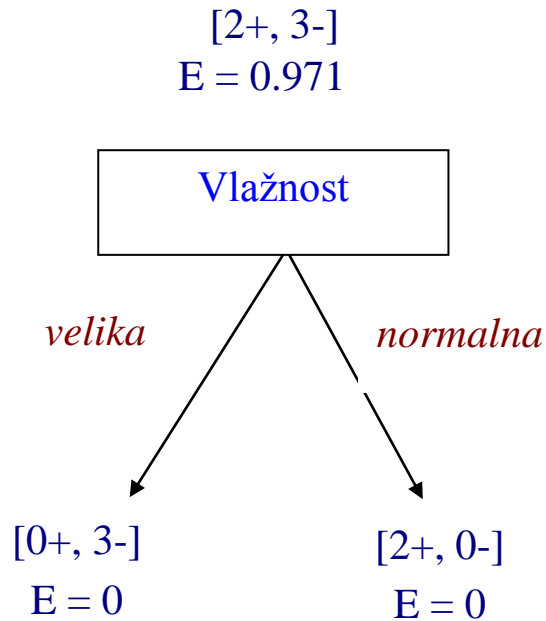 [2+, 3-]
E = 0.971
Vlažnost
velika
normalna
[0+, 3-]
[2+, 0-]
E = 0
E = 0